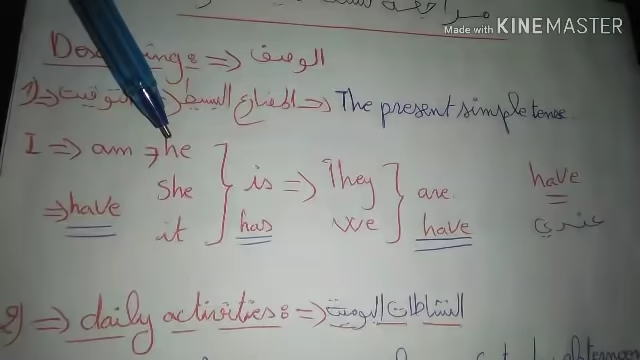 مراجعة
Made with KINEMASTER
الوصف <= :
1) <= التوقيت المضارع البسيط => The present simple tense
I => am => he
she } is => They } are have
=> have it has we have عندي
2) => daily activities : => النشاطات اليومية